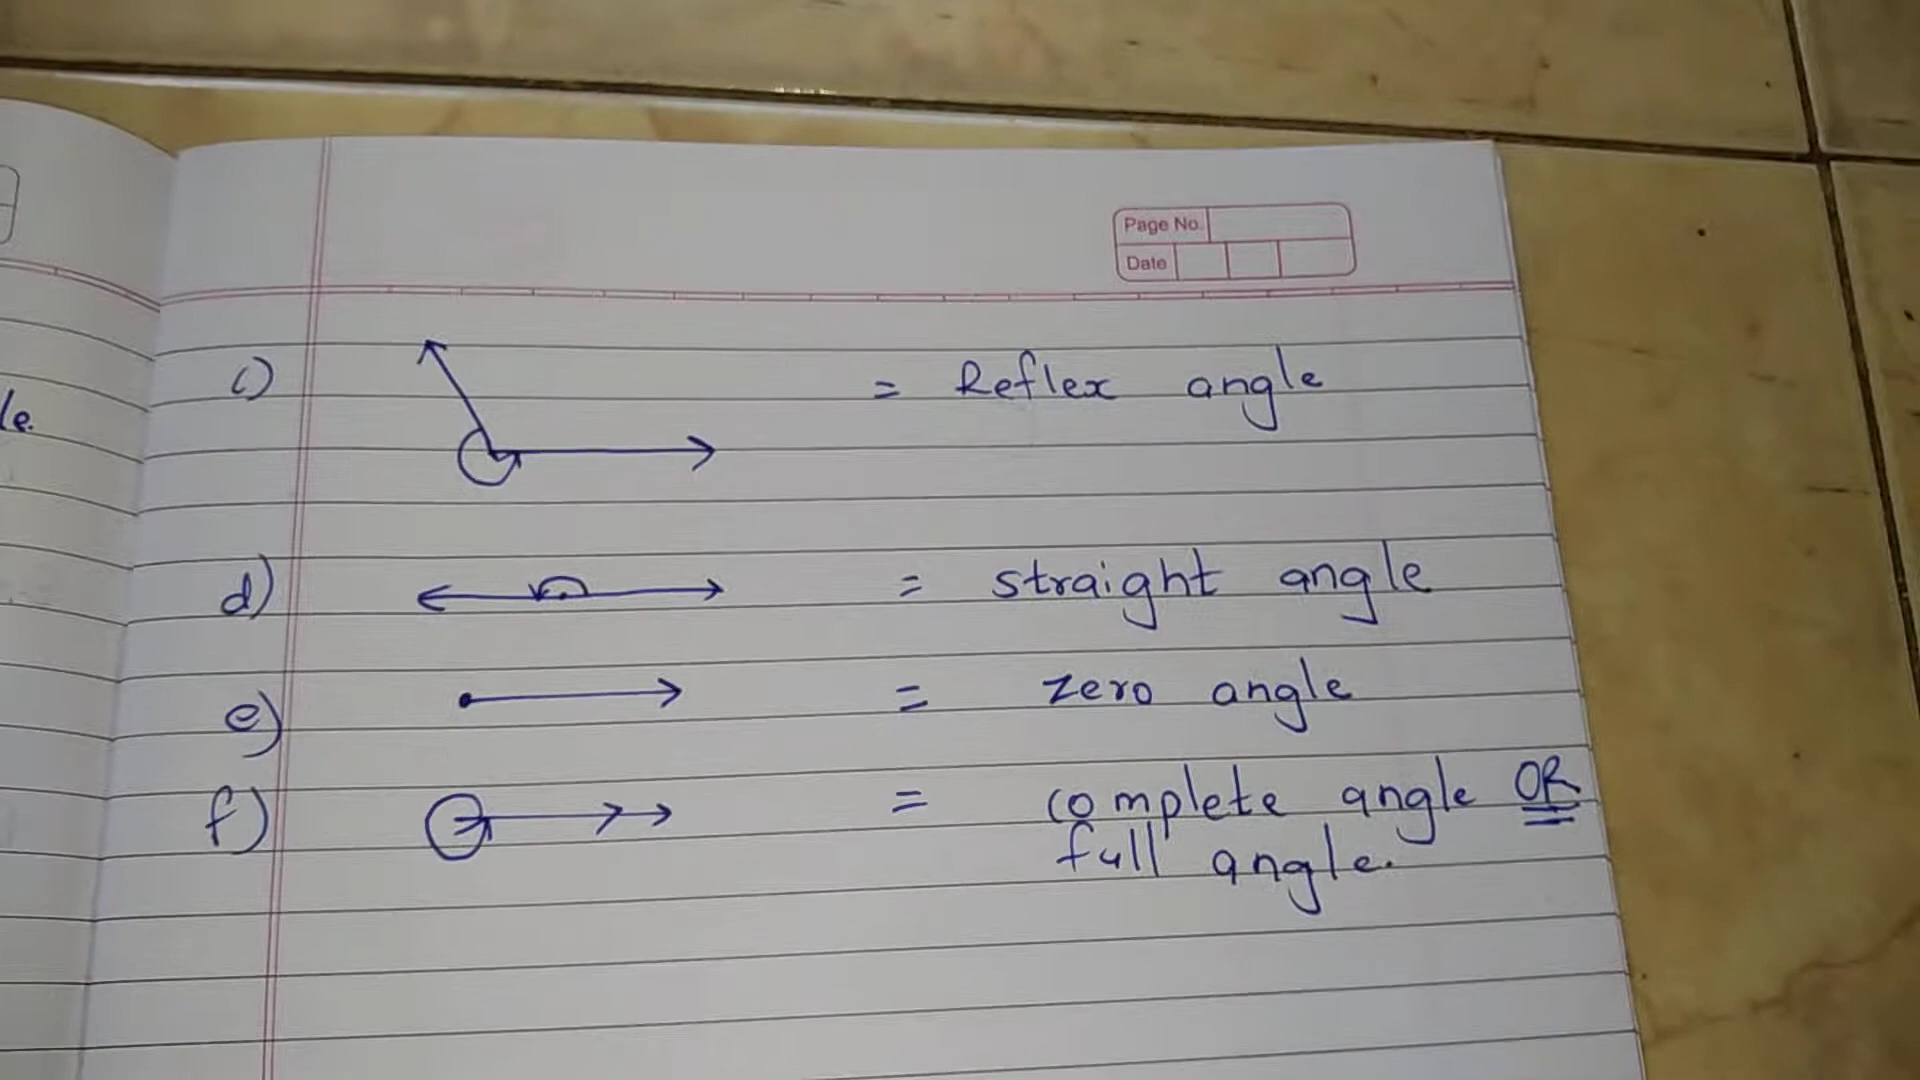 Page No.
Date
le.
c) = Reflex angle
d) = straight angle
e) = zero angle
f) = complete angle OR
full angle.